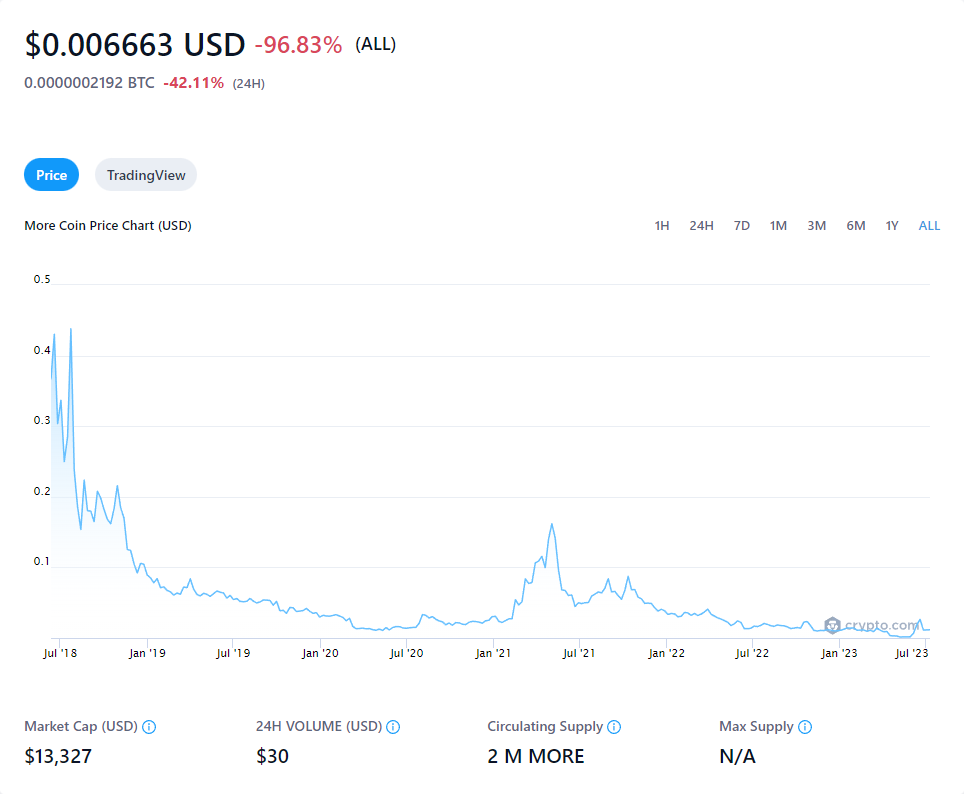 $0.006663 USD -96.83% (ALL)
0.0000002192 BTC -42.11% (24H)
Price TradingView
More Coin Price Chart (USD) 1H 24H 7D 1M 3M 6M 1Y ALL
0.5
0.4
0.3
0.2
0.1
crypto.com
Jul '18 Jan '19 Jul '19 Jan '20 Jul '20 Jan '21 Jul '21 Jan '22 Jul '22 Jan '23 Jul '23
Market Cap (USD) 24H VOLUME (USD) Circulating Supply Max Supply
$13,327 $30 2 M MORE N/A